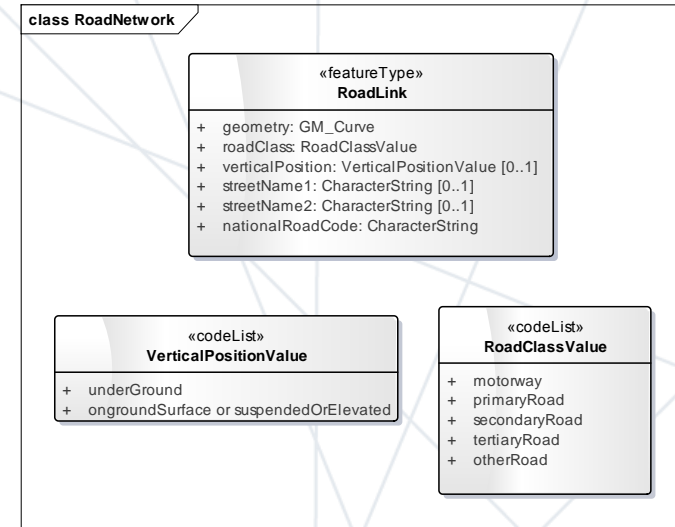 class RoadNetwork
«featureType»
RoadLink
+ geometry: GM_Curve
+ roadClass: RoadClassValue
+ verticalPosition: VerticalPositionValue [0..1]
+ streetName1: CharacterString [0..1]
+ streetName2: CharacterString [0..1]
+ nationalRoadCode: CharacterString
«codeList»
VerticalPositionValue
+ underGround
+ ongroundSurface or suspendedOrElevated
«codeList»
RoadClassValue
+ motorway
+ primaryRoad
+ secondaryRoad
+ tertiaryRoad
+ otherRoad